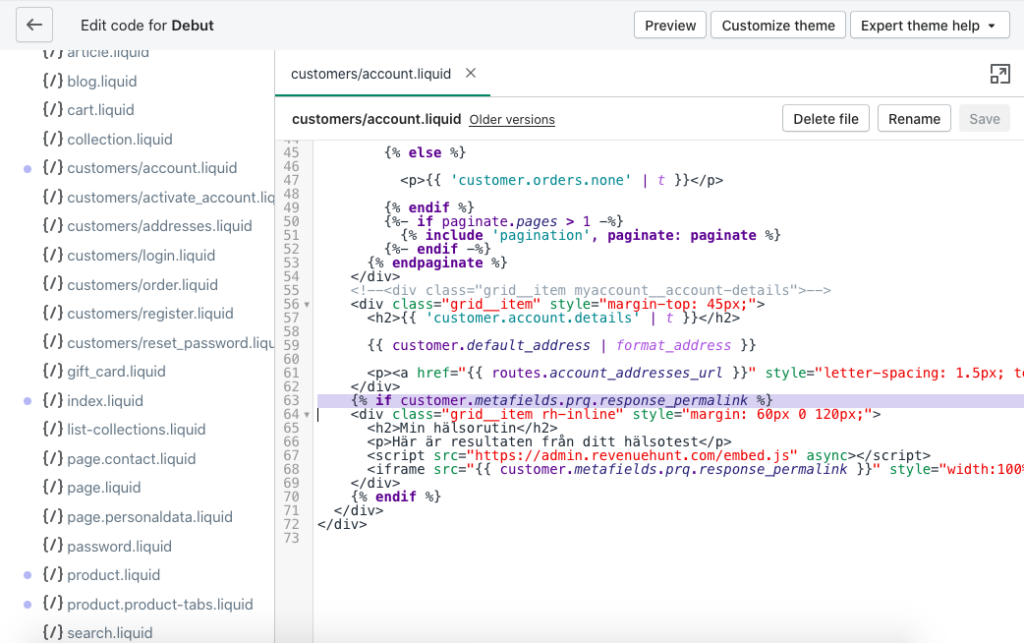 Edit code for Debut
Preview
Customize theme
Expert theme help
{/} article.liquid
{/} blog.liquid
{/} cart.liquid
{/} collection.liquid
{/} customers/account.liquid
{/} customers/activate_account.liq
{/} customers/addresses.liquid
{/} customers/login.liquid
{/} customers/order.liquid
{/} customers/register.liquid
{/} customers/reset_password.liqu
{/} gift_card.liquid
{/} index.liquid
{/} list-collections.liquid
{/} page.contact.liquid
{/} page.liquid
{/} page.personaldata.liquid
{/} password.liquid
{/} product.liquid
{/} product.product-tabs.liquid
{/} search.liquid
customers/account.liquid ×
customers/account.liquid Older versions
Delete file
Rename
Save
44
45 {% else %}
46
47 <p>{{ 'customer.orders.none' | t }}</p>
48
49 {% endif %}
50 {%- if paginate.pages > 1 -%}
51 {% include 'pagination', paginate: paginate %}
52 {%- endif -%}
53 {% endpaginate %}
54 </div>
55 <!--<div class="grid__item myaccount__account-details">-->
56 <div class="grid__item" style="margin-top: 45px;">
57 <h2>{{ 'customer.account.details' | t }}</h2>
58
59 {{ customer.default_address | format_address }}
60
61 <p><a href="{{ routes.account_addresses_url }}" style="letter-spacing: 1.5px; te
62 </div>
63 {% if customer.metafields.prq.response_permalink %}
64 <div class="grid__item rh-inline" style="margin: 60px 0 120px;">
65 <h2>Min hälsorutin</h2>
66 <p>Här är resultaten från ditt hälsotest</p>
67 <script src="https://admin.revenuehunt.com/embed.js" async></script>
68 <iframe src="{{ customer.metafields.prq.response_permalink }}" style="width:100%
69 </div>
70 {% endif %}
71 </div>
72 </div>
73